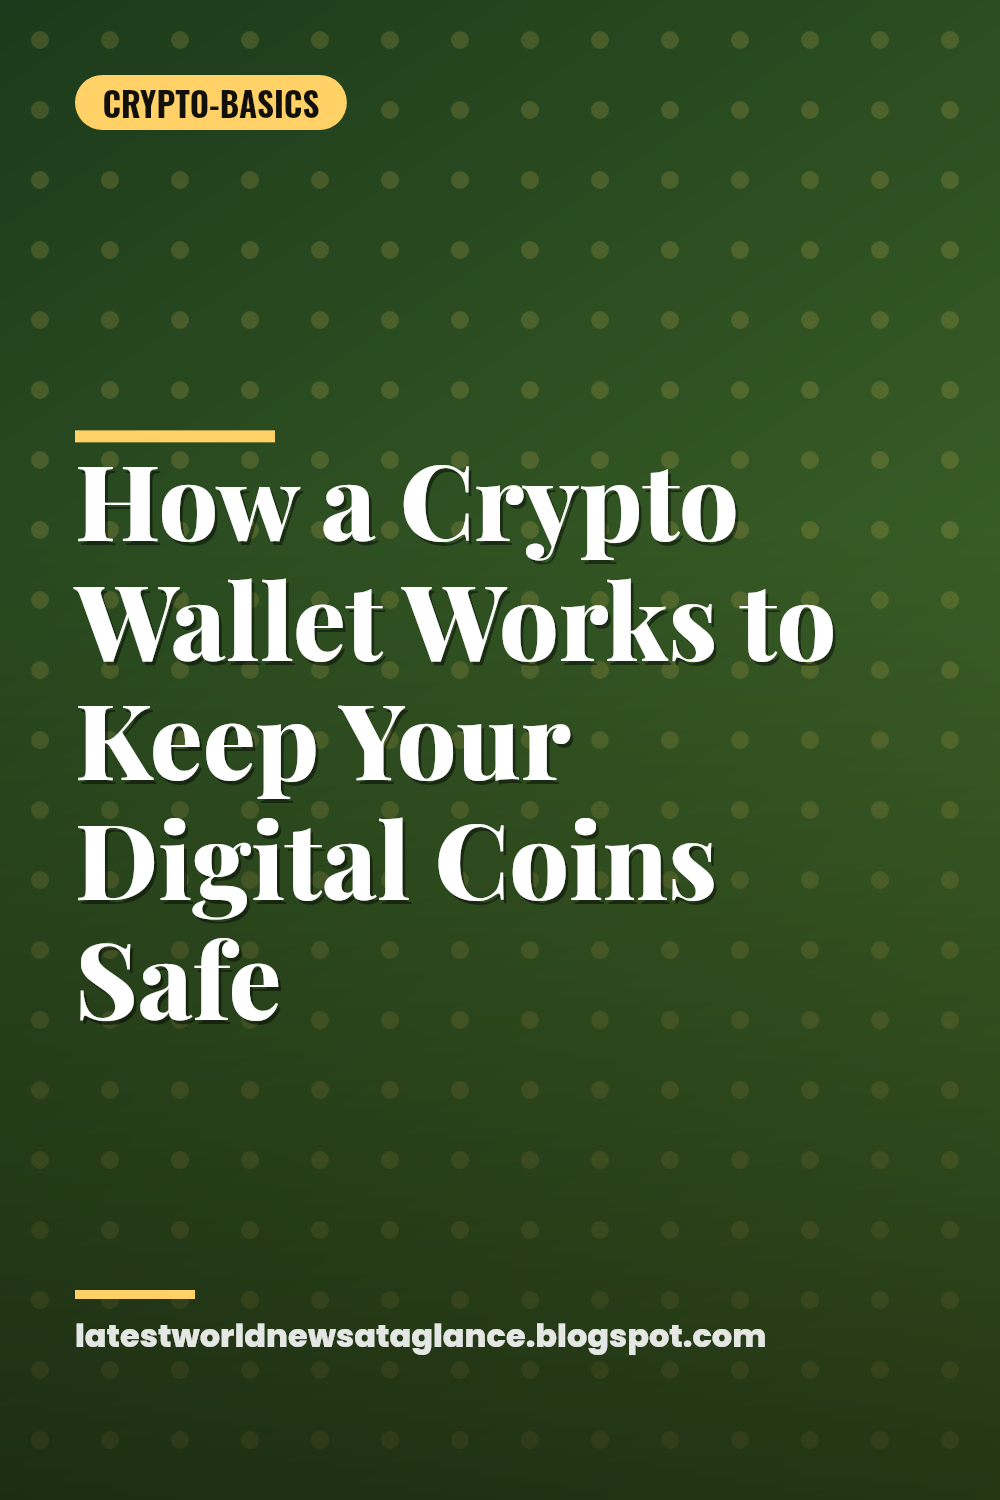 CRYPTO-BASICS
How a Crypto
Wallet Works to
Keep Your
Digital Coins
Safe
latestworldnewsataglance.blogspot.com